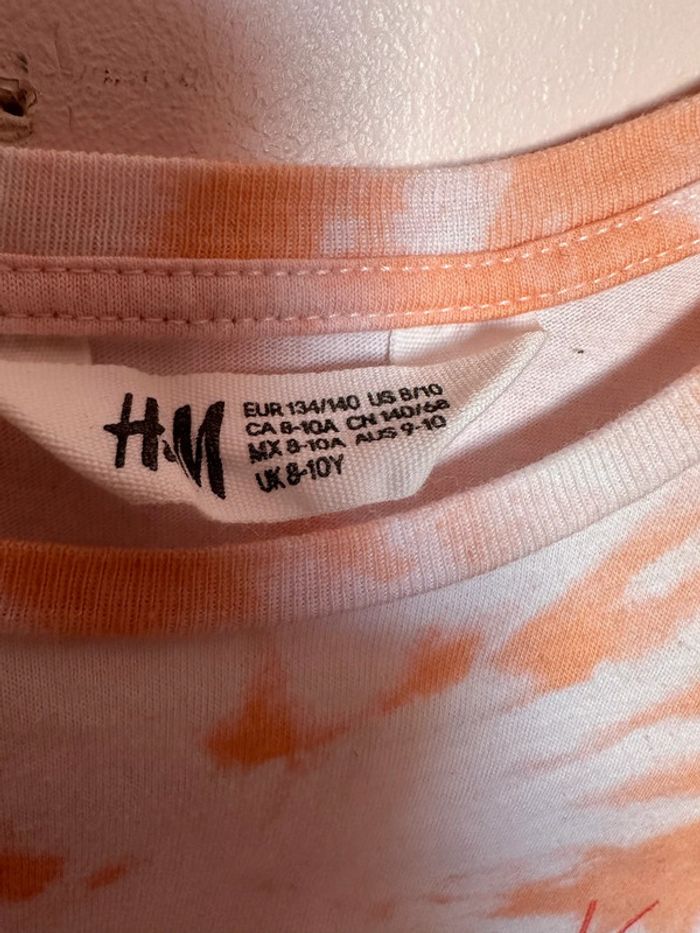 H&M
EUR 134/140 US 8/10
CA 8-10A CN 140/68
MX 8-10A AUS 9-10
UK 8-10Y